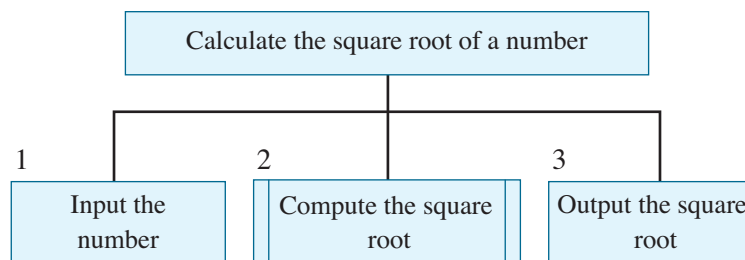 Calculate the square root of a number
1
Input the
number
2
Compute the square
root
3
Output the square
root